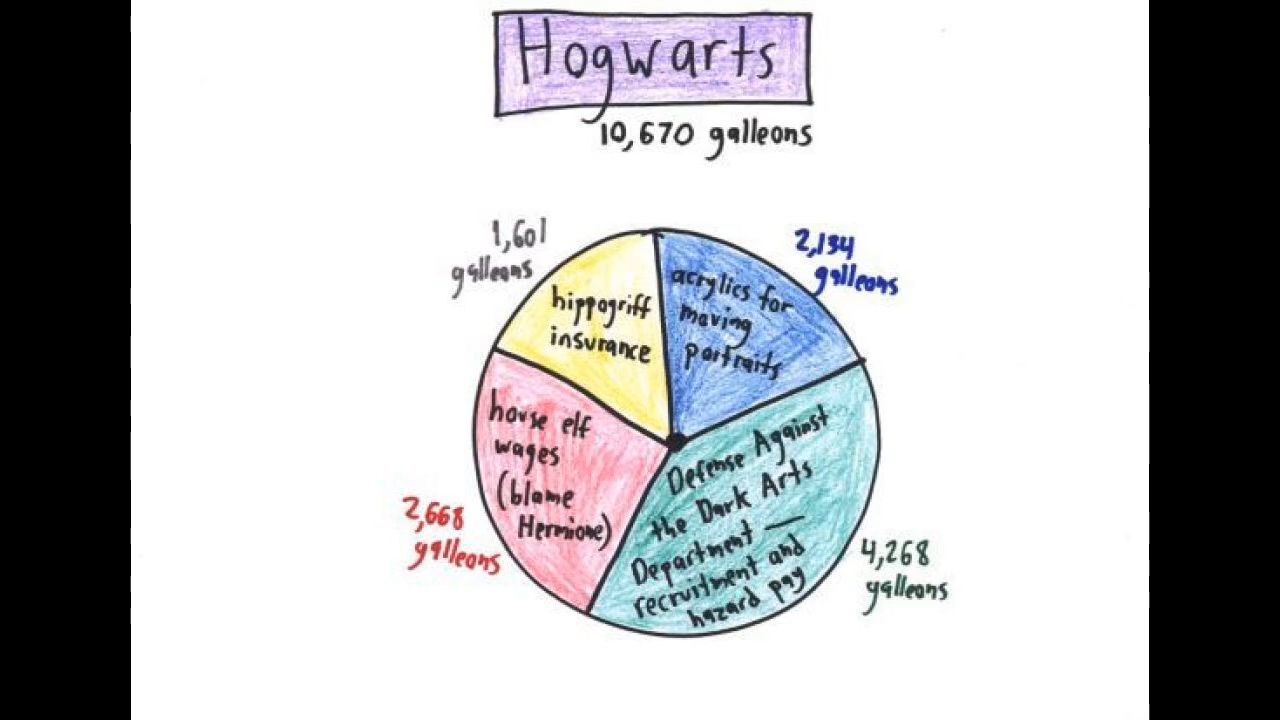 Hogwarts
10,670 galleons
1,601
galleons
2,134
galleons
hippogriff
insurance
acrylics for
moving
portraits
house elf
wages
(blame
Hermione)
Defense Against
the Dark Arts
Department —
recruitment and
hazard pay
2,668
galleons
4,268
galleons